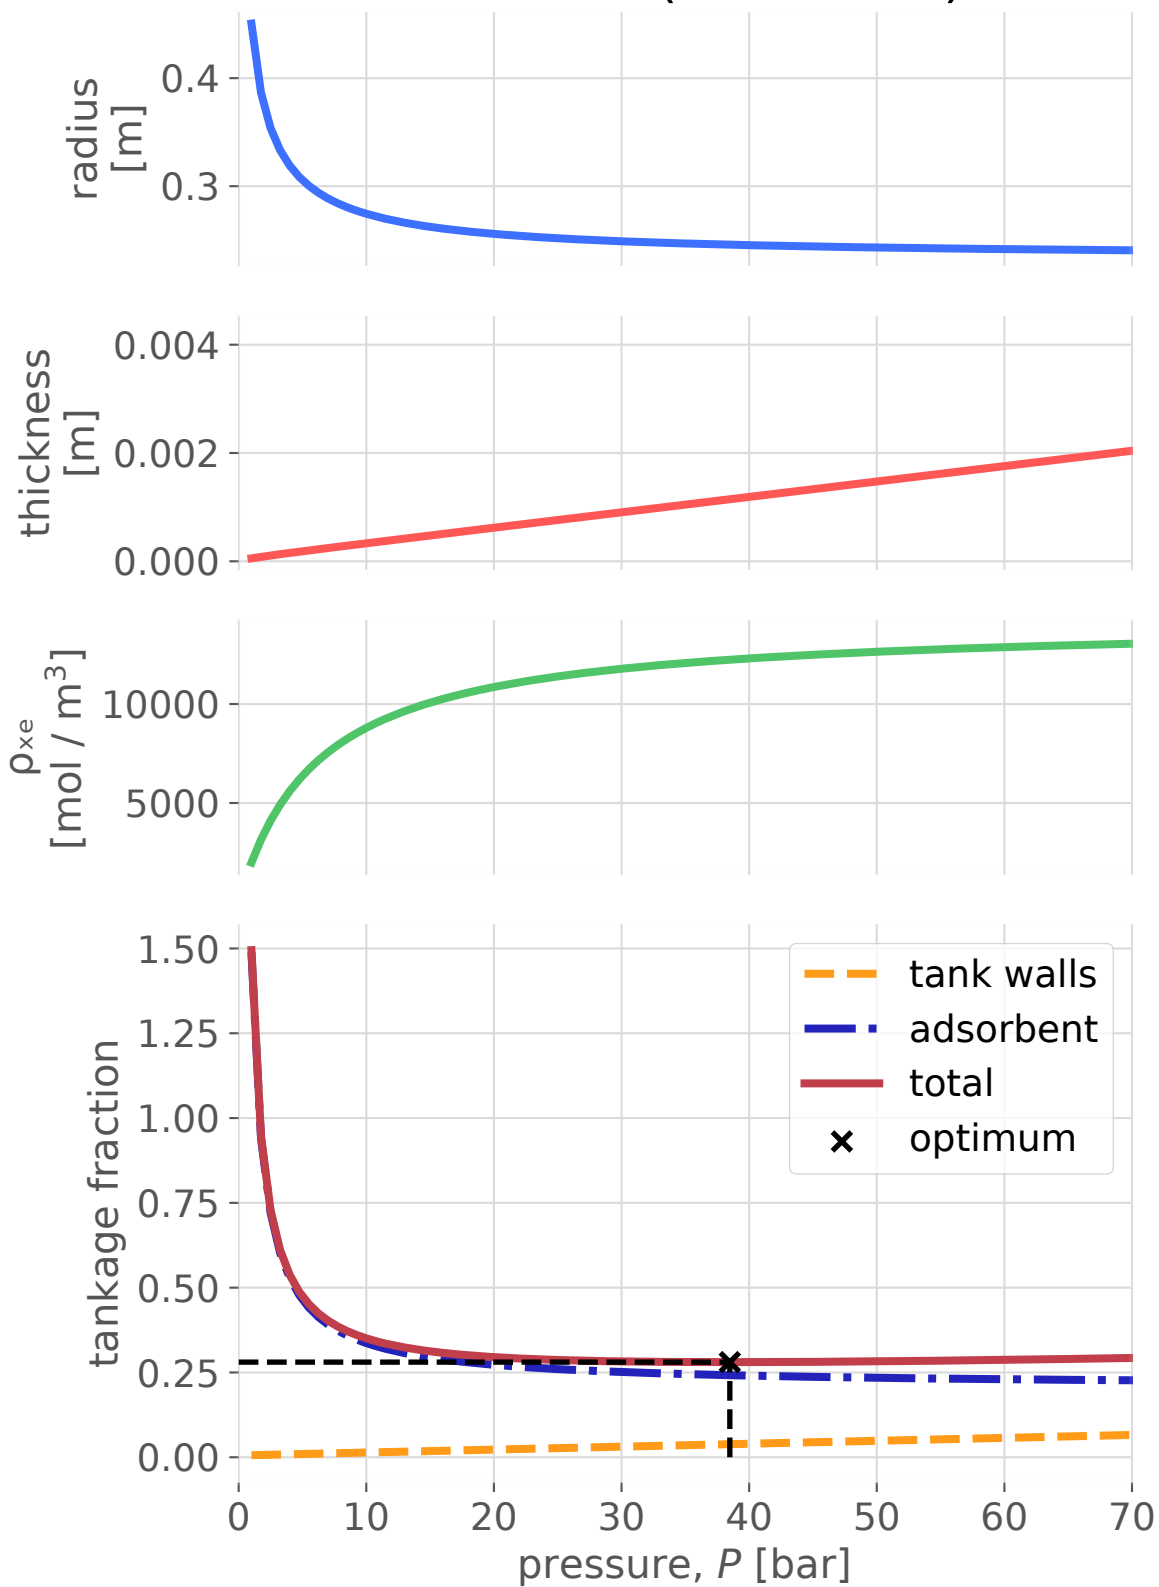 radius
[m]
0.4
0.3
thickness
[m]
0.004
0.002
0.000
ρₓₑ
[mol / m³]
10000
5000
tankage fraction
1.50
1.25
1.00
0.75
0.50
0.25
0.00
tank walls
adsorbent
total
optimum
0 10 20 30 40 50 60 70
pressure, P [bar]